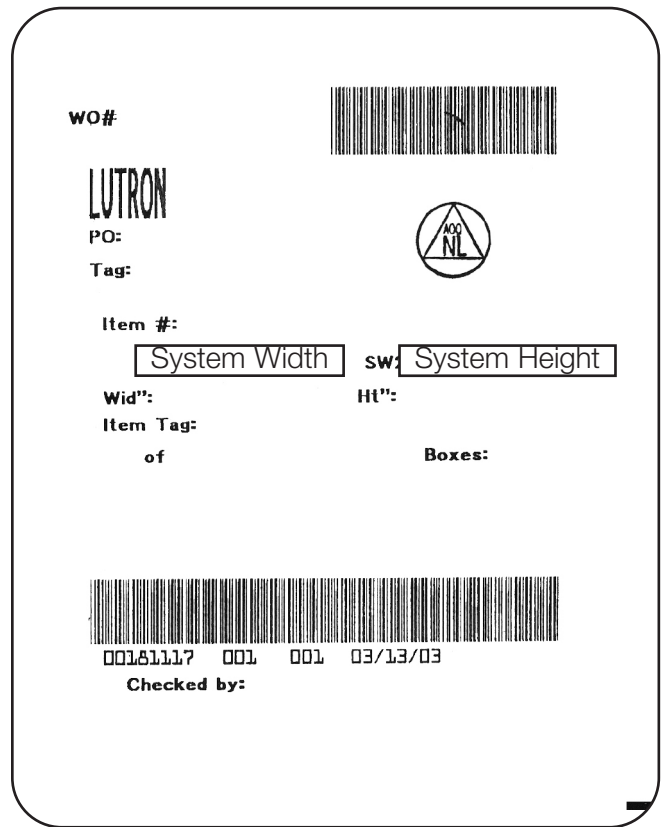 WO#
LUTRON
PO:
AOQ
NL
Tag:
Item #:
System Width
SW: System Height
Wid": Ht":
Item Tag:
of Boxes:
00181117 001 001 03/13/03
Checked by: